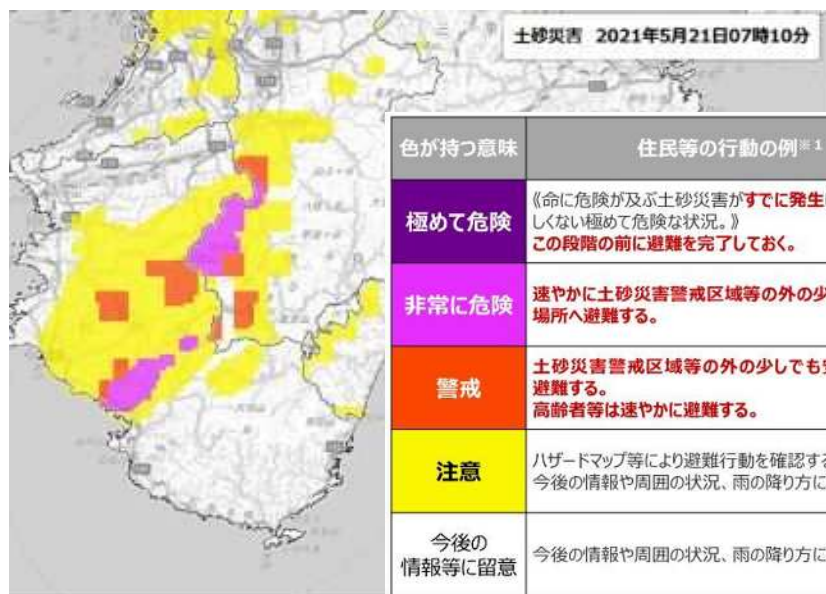 土砂災害 2021年5月21日07時10分
色が持つ意味
住民等の行動の例※1
極めて危険
《命に危険が及ぶ土砂災害がすでに発生
しくない極めて危険な状況。》
この段階の前に避難を完了しておく。
非常に危険
速やかに土砂災害警戒区域等の外の少
場所へ避難する。
警戒
土砂災害警戒区域等の外の少しでも
避難する。
高齢者等は速やかに避難する。
注意
ハザードマップ等により避難行動を確認する
今後の情報や周囲の状況、雨の降り方に
今後の
情報等に留意
今後の情報や周囲の状況、雨の降り方に